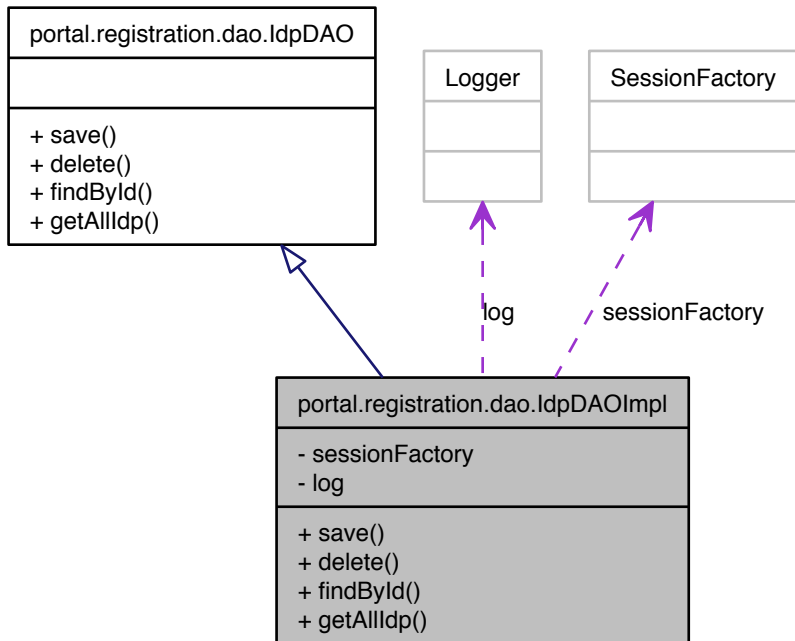 portal.registration.dao.IdpDAO
+ save()
+ delete()
+ findById()
+ getAllIdp()
Logger
SessionFactory
log
sessionFactory
portal.registration.dao.IdpDAOImpl
- sessionFactory
- log
+ save()
+ delete()
+ findById()
+ getAllIdp()